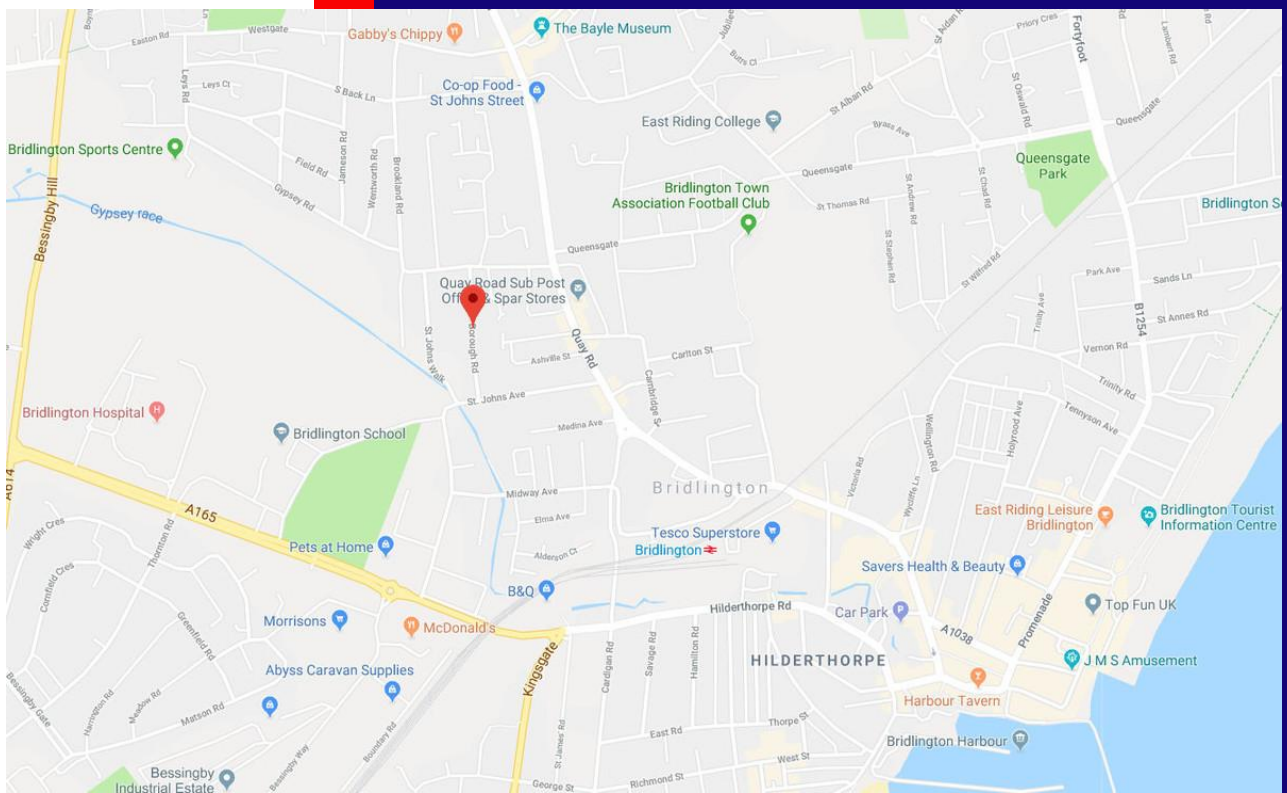 Gabby's Chippy
The Bayle Museum
Westgate
Easton Rd
Leys Rd
Leys Ct
S Back Ln
Co-op Food -
St Johns Street
Butts Cl
St Aidan Rd
Priory Cres
Fortyfoot
Lambert Rd
St Alban Rd
St Oswald Rd
Queensgate
East Riding College
Brass Ave
Bridlington Sports Centre
Field Rd
Jameson Rd
Wentworth Rd
Brookland Rd
Gypsey Rd
Queensgate
Queensgate
Park
Bridlington Town
Association Football Club
St Thomas Rd
St Andrew Rd
St Chad Rd
Bessingby Hill
Gypsey race
Queensgate
St Stephen Rd
St Wilfred Rd
Quay Road Sub Post
& Spar Stores
Park Ave
Sands Ln
Trinity Ave
B1254
St Annes Rd
Borough Rd
St Johns Walk
Quay Rd
Ashville St
Carlton St
Vernon Rd
Trinity Rd
Cambridge St
Tennyson Ave
St. Johns Ave
Bridlington Hospital
Bridlington School
Medina Ave
Wellington Rd
Holyrood Ave
A614
Victoria Rd
Wycliffe Ln
Midway Ave
Bridlington
A165
Elma Ave
East Riding Leisure
Bridlington
Bridlington Tourist
Information Centre
Wright Cres
Thornton Rd
Tesco Superstore
Pets at Home
Alderson Ct
Bridlington
Savers Health & Beauty
Cornfield Cres
B&Q
Hilderthorpe Rd
Car Park
Top Fun UK
Promenade
Morrisons
McDonald's
A1038
Greenfield Rd
Kingsgate
Cardigan Rd
Savage Rd
Hamilton Rd
HILDERTHORPE
J M S Amusement
Abyss Caravan Supplies
Harbour Tavern
Bessingby Gate
Harrington Rd
Meadow Rd
Matson Rd
Boundary Rd
St James' Rd
East Rd
Thorpe St
Bridlington Harbour
Bessingby Way
West St
Bessingby
Industrial Estate
George St
Richmond St